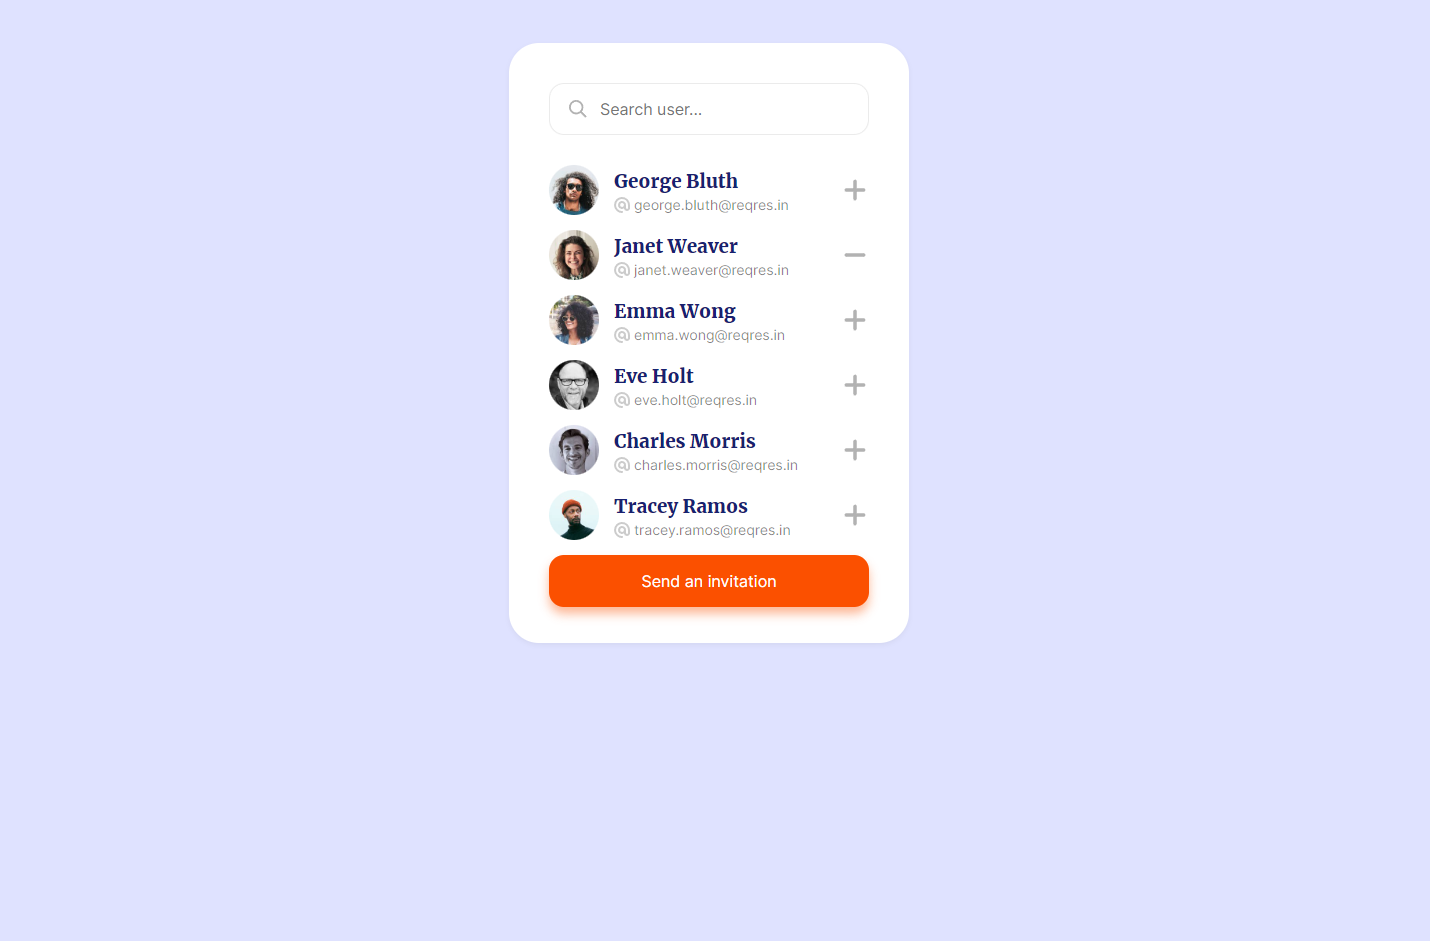 Search user...
George Bluth
george.bluth@reqres.in
Janet Weaver
janet.weaver@reqres.in
Emma Wong
emma.wong@reqres.in
Eve Holt
eve.holt@reqres.in
Charles Morris
charles.morris@reqres.in
Tracey Ramos
tracey.ramos@reqres.in
Send an invitation